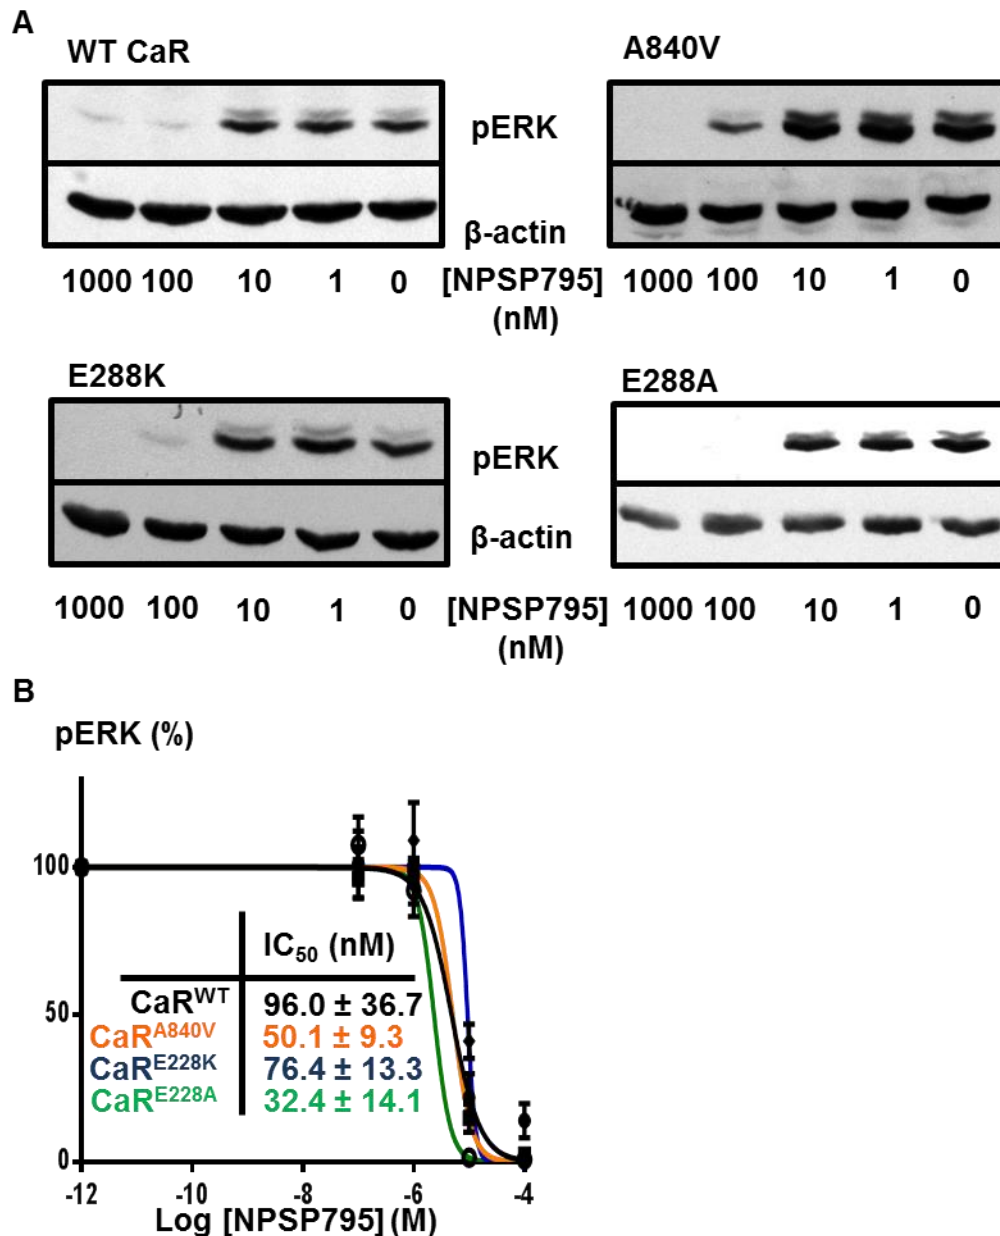 A
WT CaR
A840V
pERK
β-actin
1000 100 10 1 0 [NPSP795] 1000 100 10 1 0
(nM)
E288K
E288A
pERK
β-actin
1000 100 10 1 0 [NPSP795] 1000 100 10 1 0
(nM)
B
pERK (%)
100
IC50 (nM)
50
CaRWT 96.0 ± 36.7
CaRA840V 50.1 ± 9.3
CaRE228K 76.4 ± 13.3
CaRE228A 32.4 ± 14.1
0
-12 -10 -8 -6 -4
Log [NPSP795] (M)